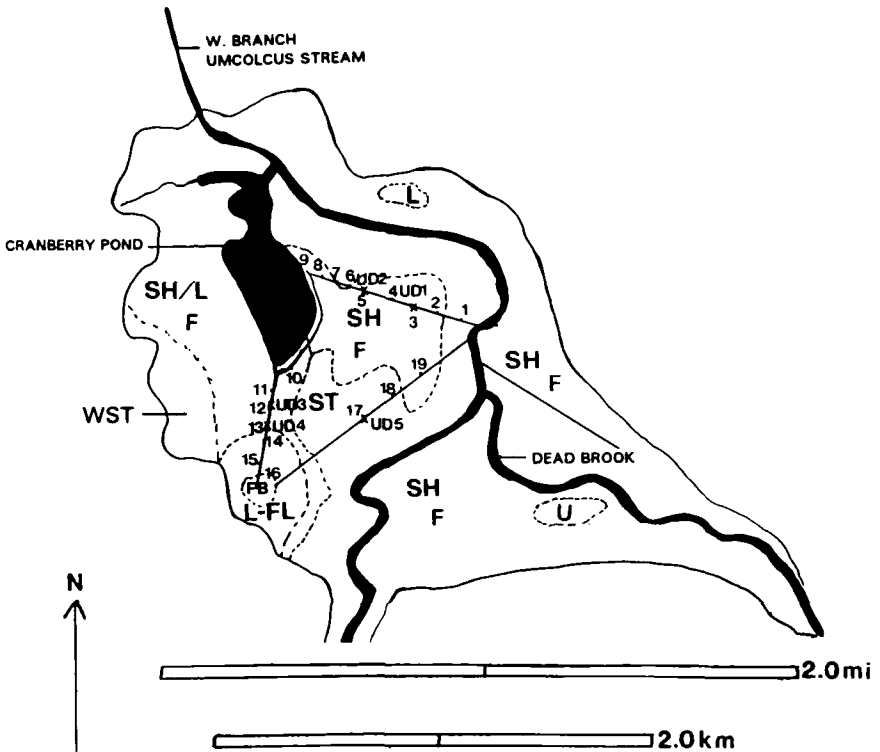 W. BRANCH
UMCOLCUS STREAM
L
CRANBERRY POND
9 8 7 6 UD2
5
4 UD1 2 1
3
SH/L
F
SH
F
19
SH
F
10
11
18
12 UD3 ST
17
WST
13 UD4
UD5
14
15
16
DEAD BROOK
FB
SH
F
L-FL
U
N
2.0 mi
2.0 km